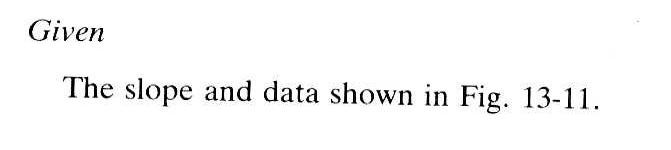 Given
The slope and data shown in Fig. 13-11.